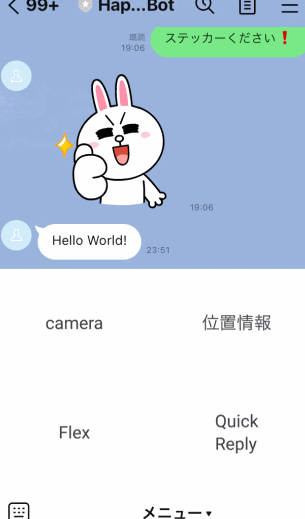 99+ Hap...Bot
ステッカーください❗
既読
19:06
19:06
Hello World!
23:51
camera
位置情報
Flex
Quick
Reply
メニュー▾